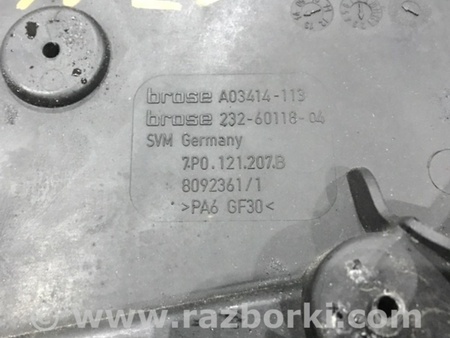 brose A03414-113
brose 232-60118-04
SVM Germany
7P0.121.207.B
8092361/1
>PA6 GF30<
www.razborki.com